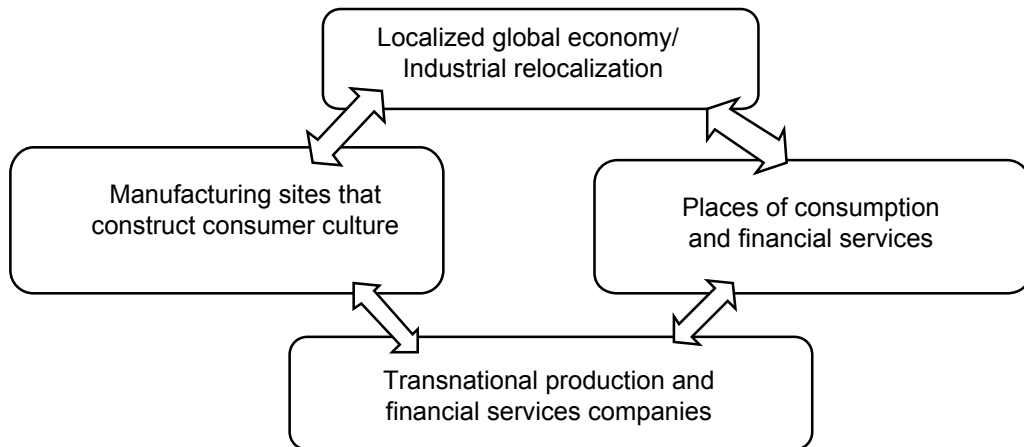 Localized global economy/
Industrial relocalization
Manufacturing sites that
construct consumer culture
Places of consumption
and financial services
Transnational production and
financial services companies